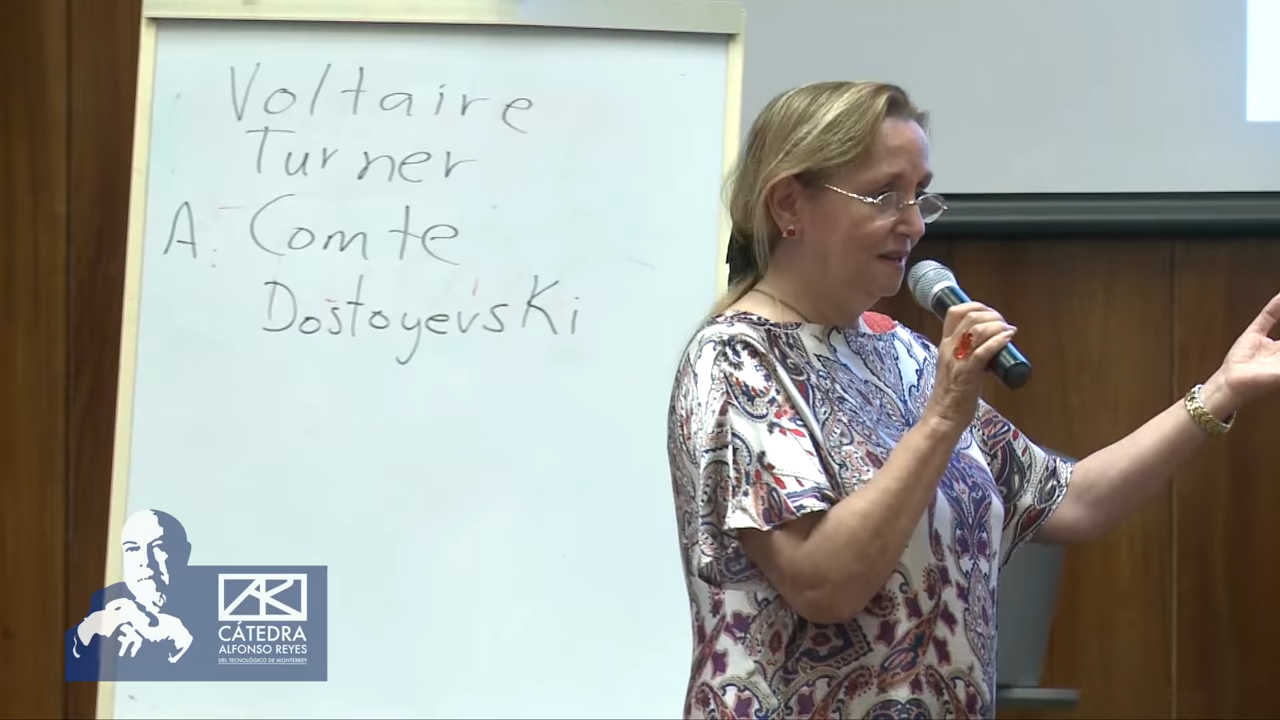 Voltaire
Turner
A. Comte
Dostoyevski
CÁTEDRA
ALFONSO REYES
DEL TECNOLÓGICO DE MONTERREY